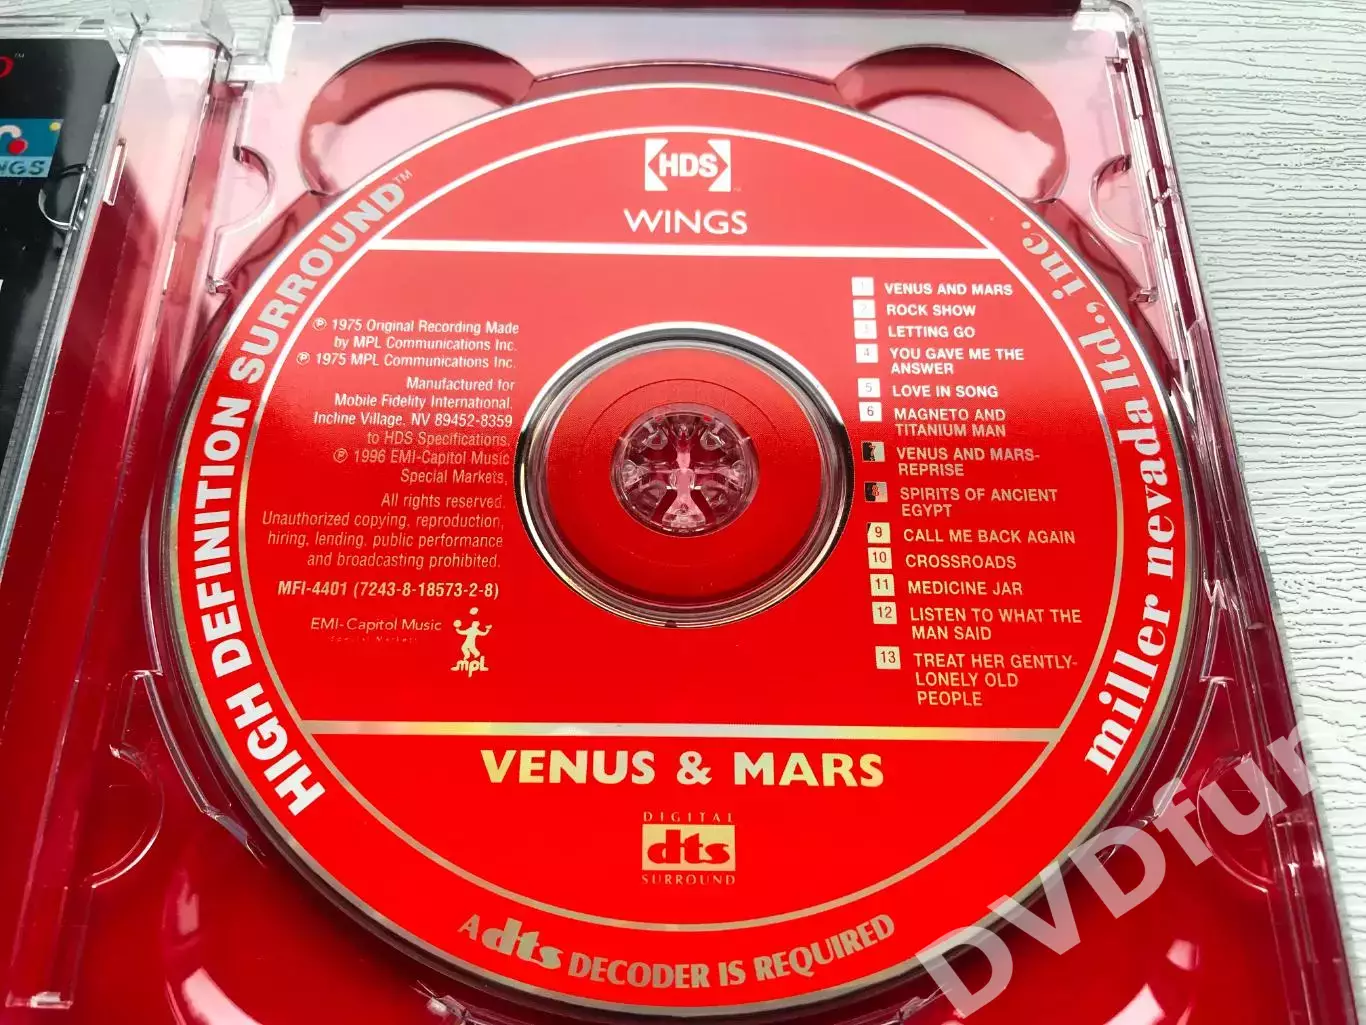 NGS
HIGH DEFINITION SURROUND™
HDS
WINGS
miller nevada ltd., inc.
℗ 1975 Original Recording Made
by MPL Communications Inc.
℗ 1975 MPL Communications Inc.
Manufactured for
Mobile Fidelity International,
Incline Village, NV 89452-8359
to HDS Specifications.
℗ 1996 EMI-Capitol Music
Special Markets.
All rights reserved.
Unauthorized copying, reproduction,
hiring, lending, public performance
and broadcasting prohibited.
MFI-4401 (7243-8-18573-2-8)
EMI-Capitol Music
Special Markets
mpL
1 VENUS AND MARS
2 ROCK SHOW
3 LETTING GO
4 YOU GAVE ME THE
ANSWER
5 LOVE IN SONG
6 MAGNETO AND
TITANIUM MAN
7 VENUS AND MARS-
REPRISE
8 SPIRITS OF ANCIENT
EGYPT
9 CALL ME BACK AGAIN
10 CROSSROADS
11 MEDICINE JAR
12 LISTEN TO WHAT THE
MAN SAID
13 TREAT HER GENTLY-
LONELY OLD
PEOPLE
VENUS & MARS
DIGITAL
dts
SURROUND
A dts DECODER IS REQUIRED
DVDfun